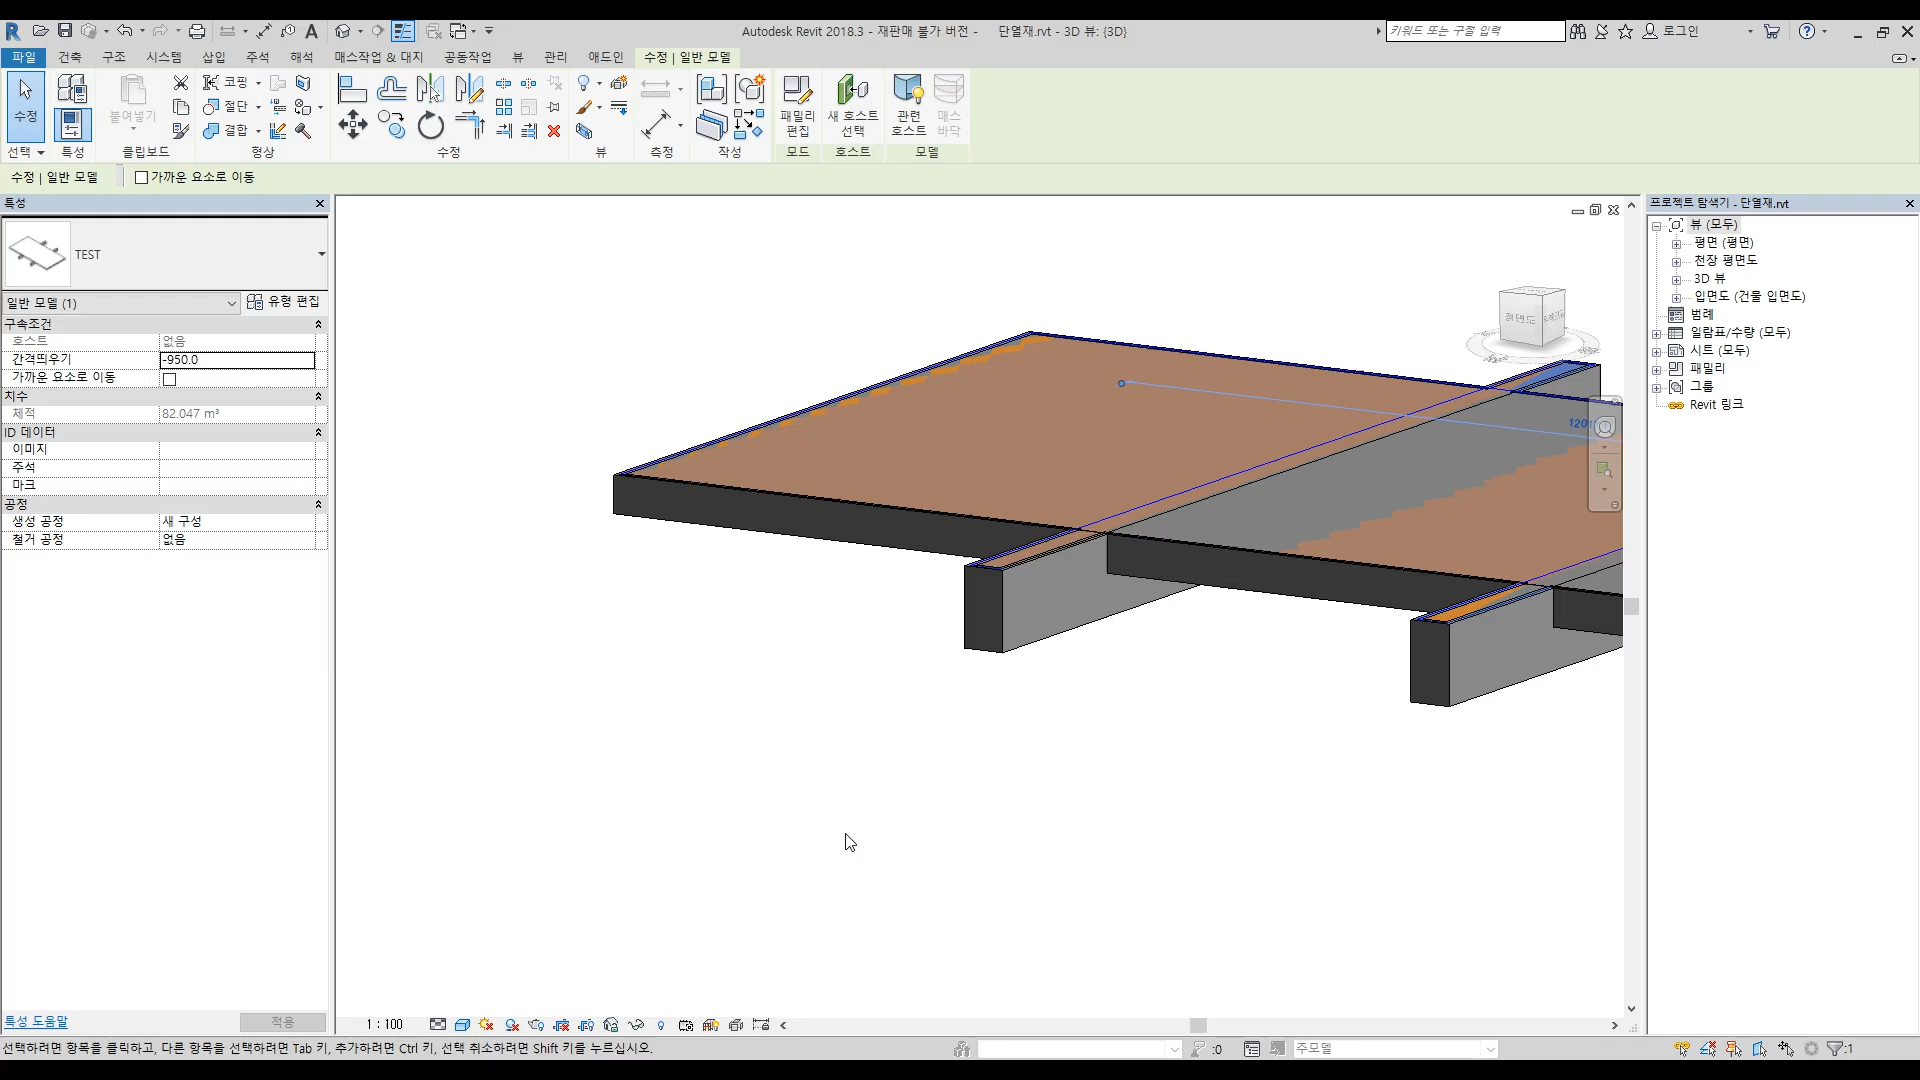 Autodesk Revit 2018.3 - 재판매 불가 버전 - 단열재.rvt - 3D 뷰: {3D}
키워드 또는 구절 입력
로그인
파일 건축 구조 시스템 삽입 주석 해석 매스작업 & 대지 공동작업 뷰 관리 애드인 수정 | 일반 모델
수정
붙여넣기
코핑
절단
결합
패밀리
편집
새 호스트
선택
관련
호스트
매스
바닥
선택 특성 클립보드 형상 수정 뷰 측정 작성 모드 호스트 모델
수정 | 일반 모델 가까운 요소로 이동
특성
TEST
일반 모델 (1) 유형 편집
구속조건
호스트 없음
간격띄우기 -950.0
가까운 요소로 이동
치수
체적 82.047 m³
ID 데이터
이미지
주석
마크
공정
생성 공정 새 구성
철거 공정 없음
특성 도움말 적용
평면도
120
1 : 100
프로젝트 탐색기 - 단열재.rvt
뷰 (모두)
평면 (평면)
천장 평면도
3D 뷰
입면도 (건물 입면도)
범례
일람표/수량 (모두)
시트 (모두)
패밀리
그룹
Revit 링크
선택하려면 항목을 클릭하고, 다른 항목을 선택하려면 Tab 키, 추가하려면 Ctrl 키, 선택 취소하려면 Shift 키를 누르십시오.
:0
주모델
:1